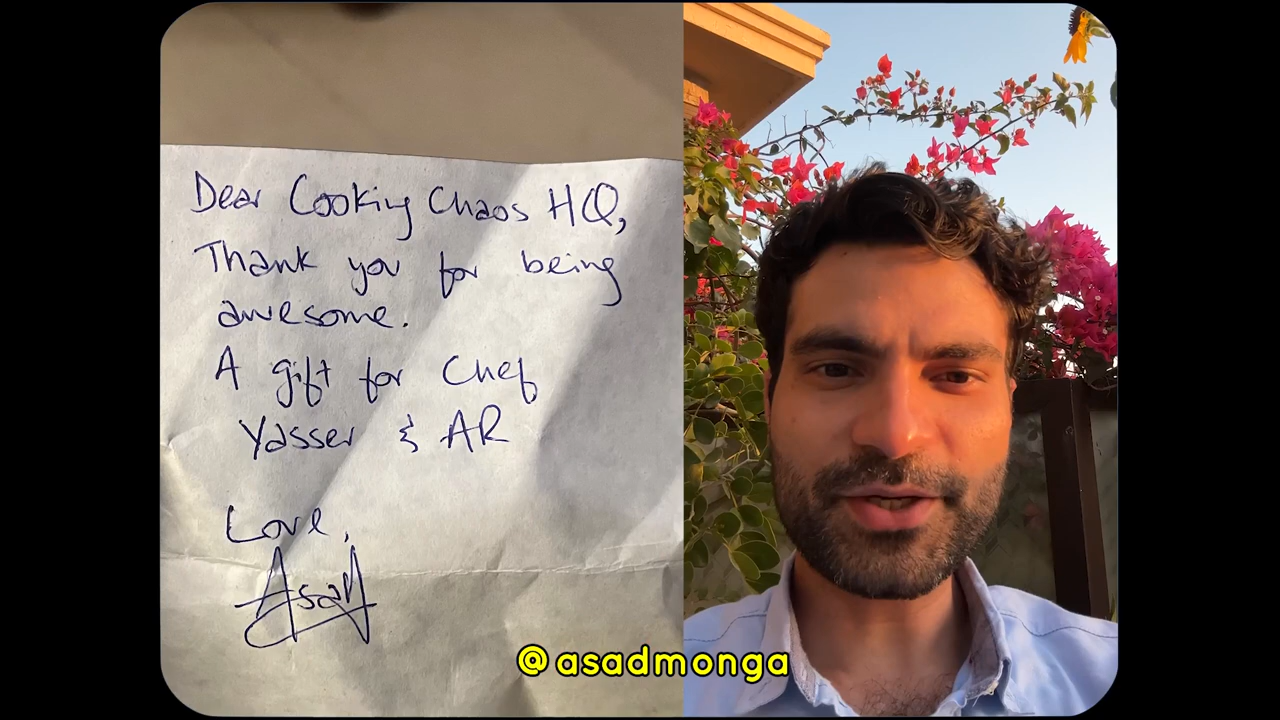 Dear Cooking Chaos HQ,
Thank you for being
awesome.
A gift for Chef
Yasser & AR
Love,
Asad
@asadmonga